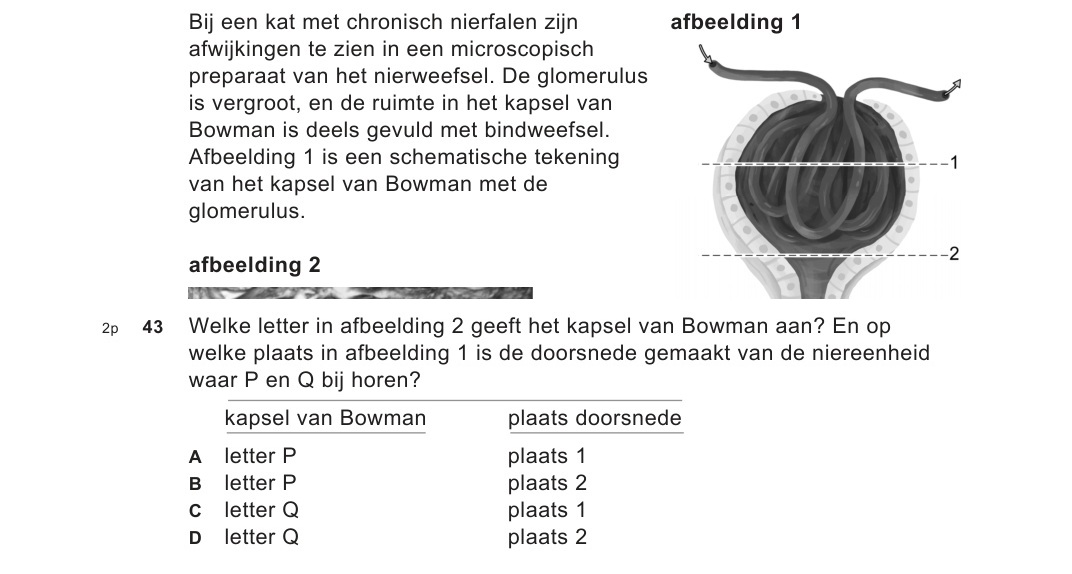 Bij een kat met chronisch nierfalen zijn
afwijkingen te zien in een microscopisch
preparaat van het nierweefsel. De glomerulus
is vergroot, en de ruimte in het kapsel van
Bowman is deels gevuld met bindweefsel.
Afbeelding 1 is een schematische tekening
van het kapsel van Bowman met de
glomerulus.
afbeelding 1
1
2
afbeelding 2
2p 43 Welke letter in afbeelding 2 geeft het kapsel van Bowman aan? En op
welke plaats in afbeelding 1 is de doorsnede gemaakt van de niereenheid
waar P en Q bij horen?
kapsel van Bowman plaats doorsnede
A letter P plaats 1
B letter P plaats 2
C letter Q plaats 1
D letter Q plaats 2